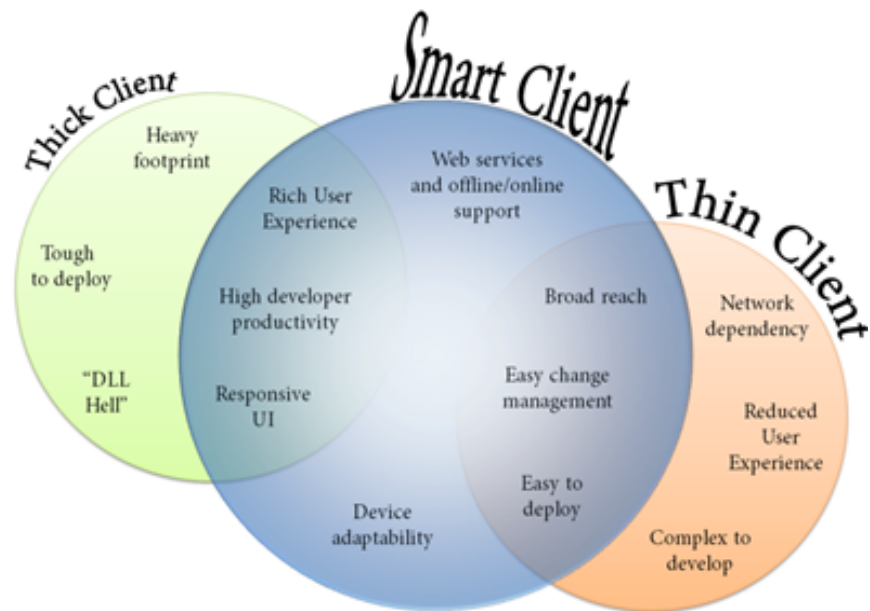 Thick Client
Heavy
footprint
Tough
to deploy
“DLL
Hell”
Rich User
Experience
High developer
productivity
Responsive
UI
Smart Client
Web services
and offline/online
support
Device
adaptability
Broad reach
Easy change
management
Easy to
deploy
Thin Client
Network
dependency
Reduced
User
Experience
Complex to
develop